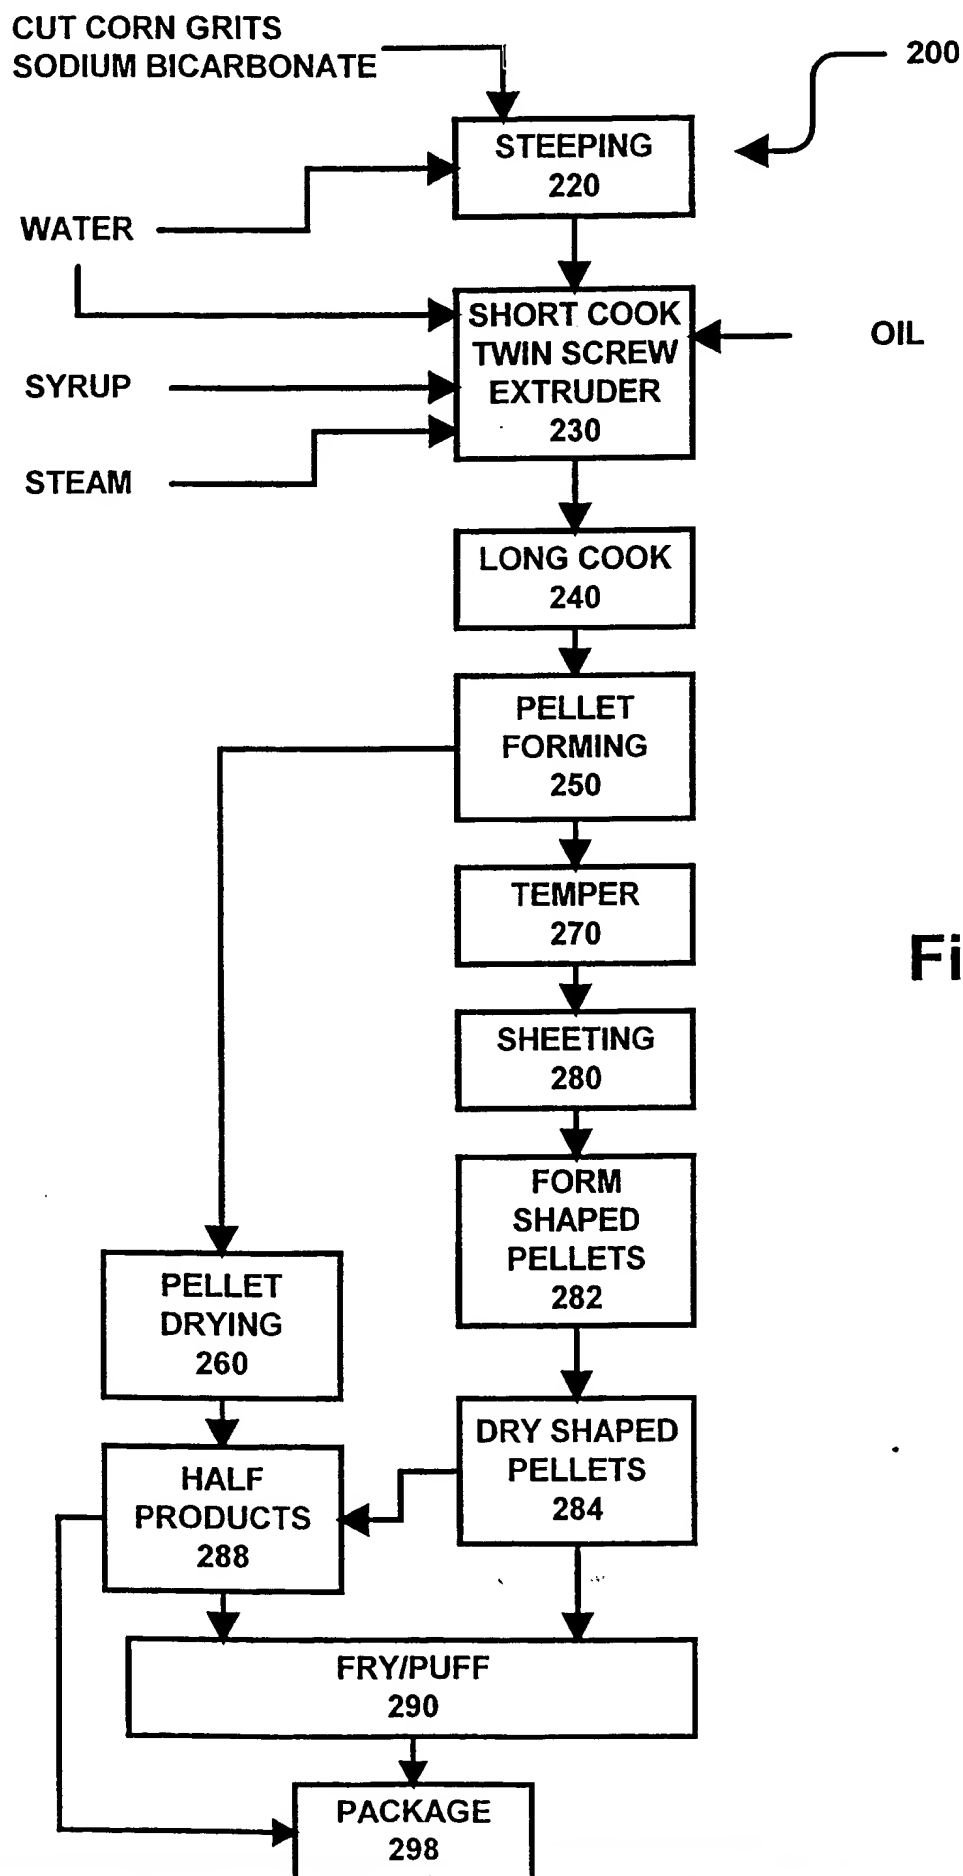 CUT CORN GRITS
SODIUM BICARBONATE
200
STEEPING
220
WATER
SHORT COOK
TWIN SCREW
EXTRUDER
230
OIL
SYRUP
STEAM
LONG COOK
240
PELLET
FORMING
250
TEMPER
270
Fi
SHEETING
280
FORM
SHAPED
PELLETS
282
PELLET
DRYING
260
DRY SHAPED
PELLETS
284
HALF
PRODUCTS
288
FRY/PUFF
290
PACKAGE
298